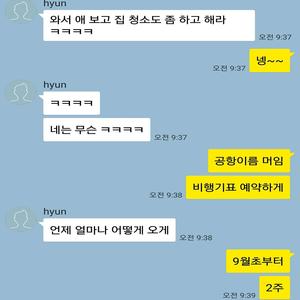 hyun
와서 애 보고 집 청소도 좀 하고 해라
ㅋㅋㅋㅋ
오전 9:37
넹~~
오전 9:37
hyun
ㅋㅋㅋㅋ
네는 무슨 ㅋㅋㅋㅋ
오전 9:37
공항이름 머임
비행기표 예약하게
오전 9:38
hyun
언제 얼마나 어떻게 오게
오전 9:38
9월초부터
2주
오전 9:39